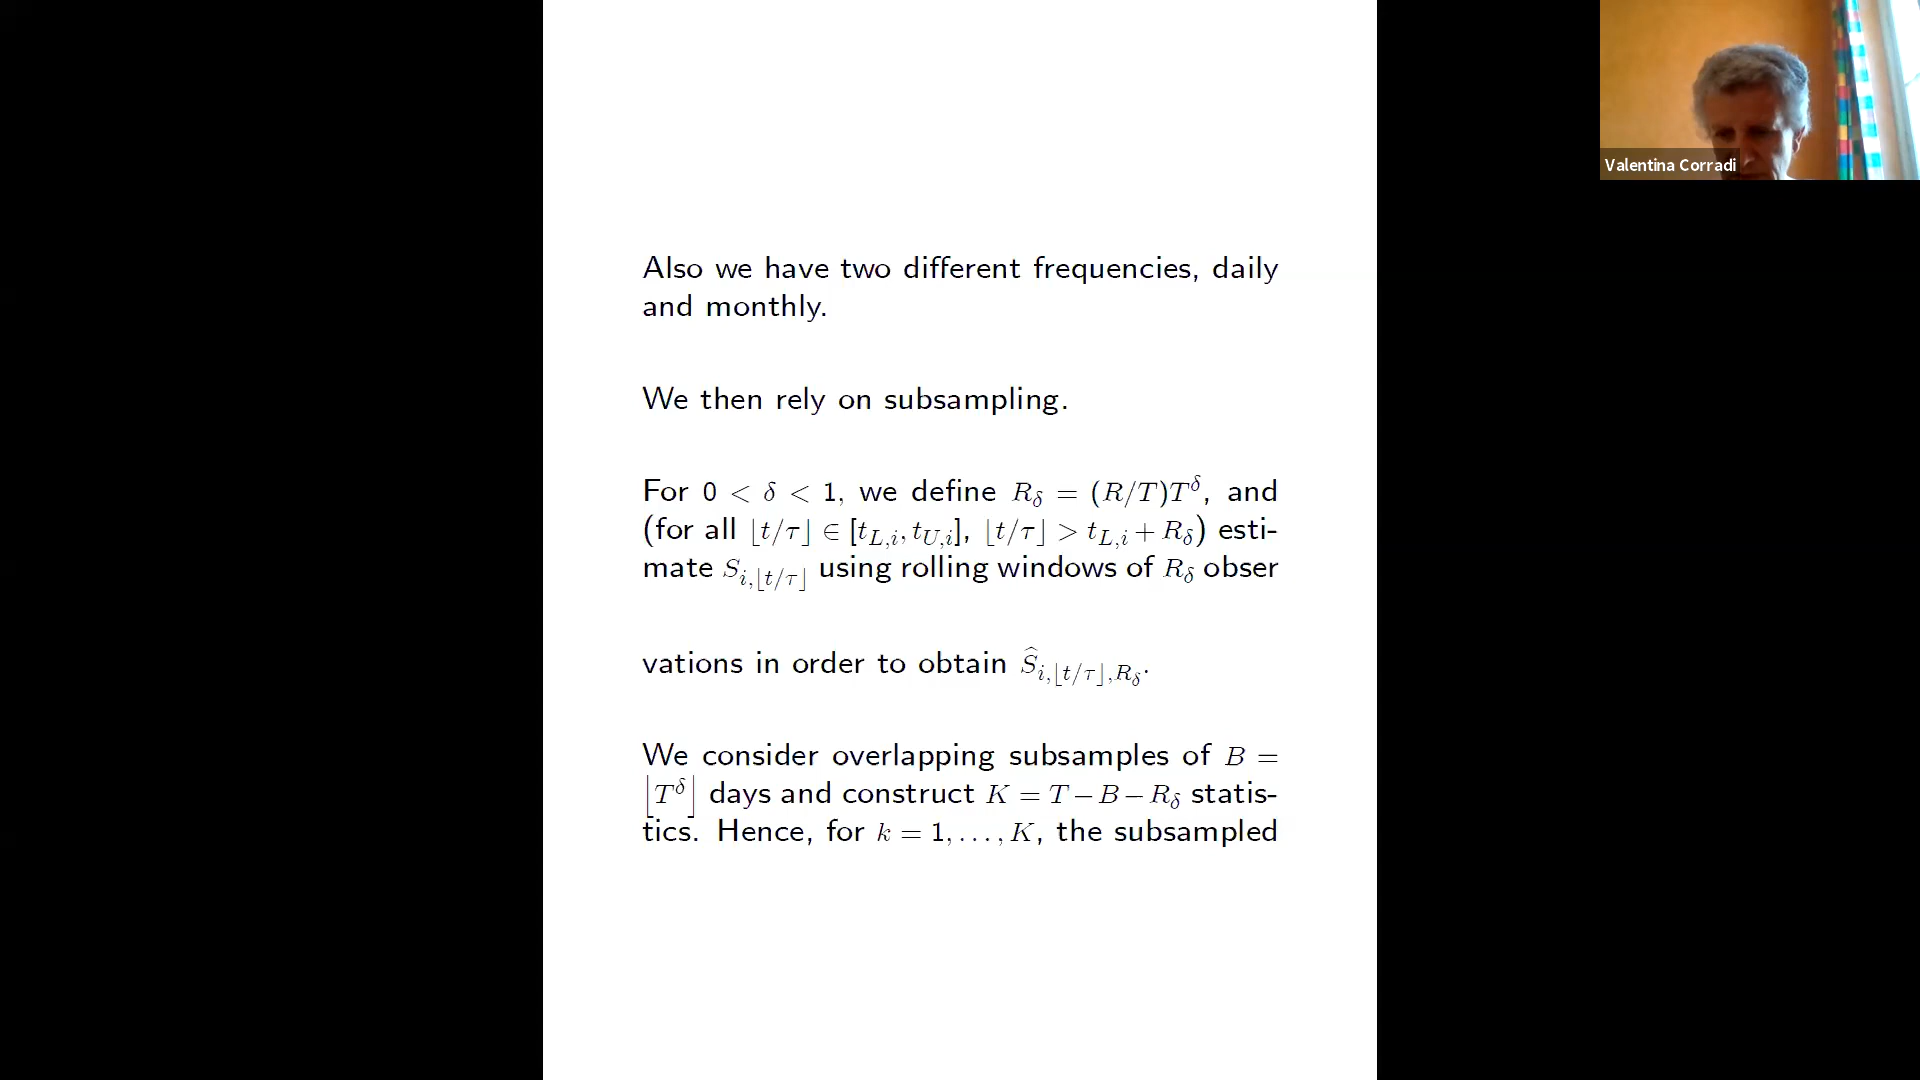 Also we have two different frequencies, daily
and monthly.
We then rely on subsampling.
For 0 < δ < 1, we define R_δ = (R/T)T^δ, and
(for all ⌊t/τ⌋ ∈ [t_{L,i}, t_{U,i}], ⌊t/τ⌋ > t_{L,i} + R_δ) esti-
mate S_{i,⌊t/τ⌋} using rolling windows of R_δ obser
vations in order to obtain Ŝ_{i,⌊t/τ⌋,R_δ}.
We consider overlapping subsamples of B =
⌊T^δ⌋ days and construct K = T − B − R_δ statis-
tics. Hence, for k = 1, . . . , K, the subsampled
Valentina Corradi